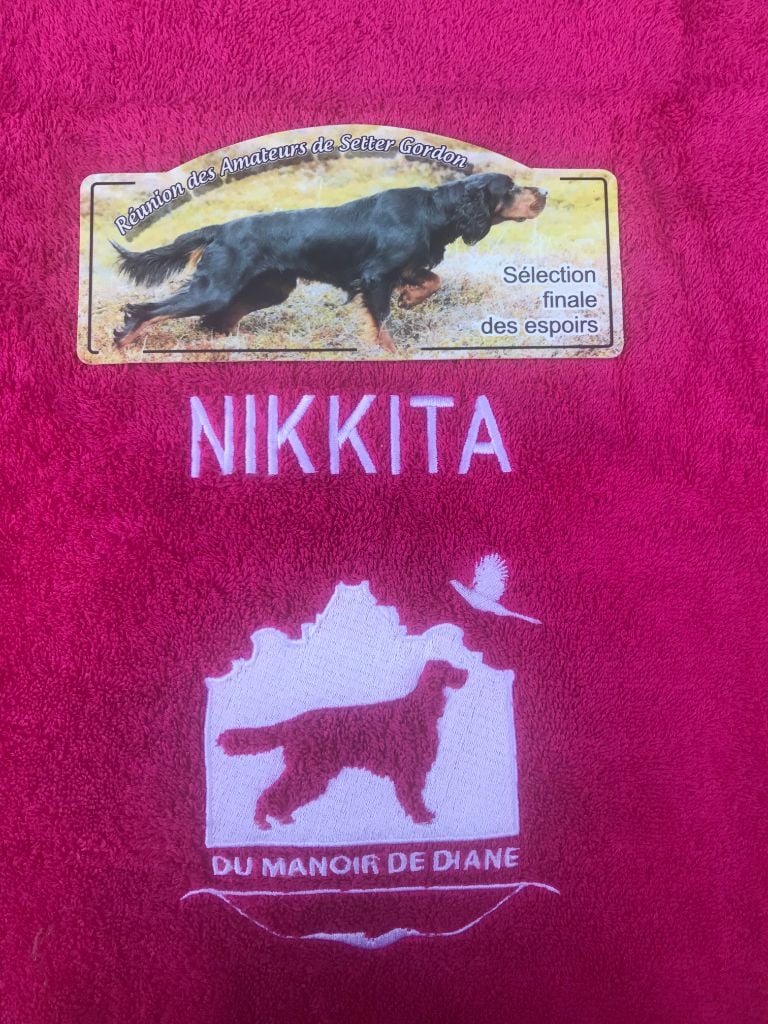 Réunion des Amateurs de Setter Gordon
Sélection
finale
des espoirs
NIKKITA
DU MANOIR DE DIANE